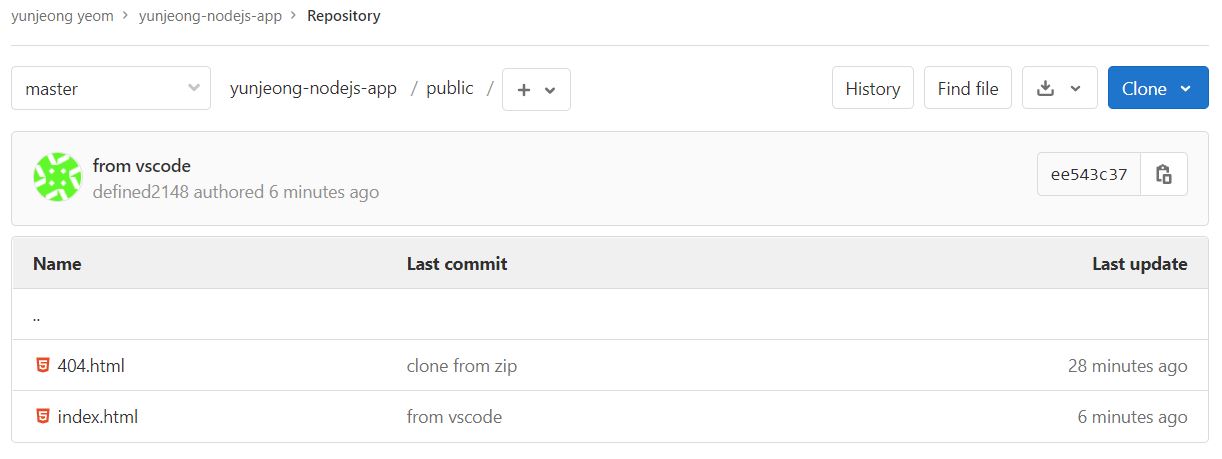 yunjeong yeom > yunjeong-nodejs-app > Repository
master yunjeong-nodejs-app / public / + History Find file Clone
from vscode
defined2148 authored 6 minutes ago
ee543c37
Name Last commit Last update
..
404.html clone from zip 28 minutes ago
index.html from vscode 6 minutes ago